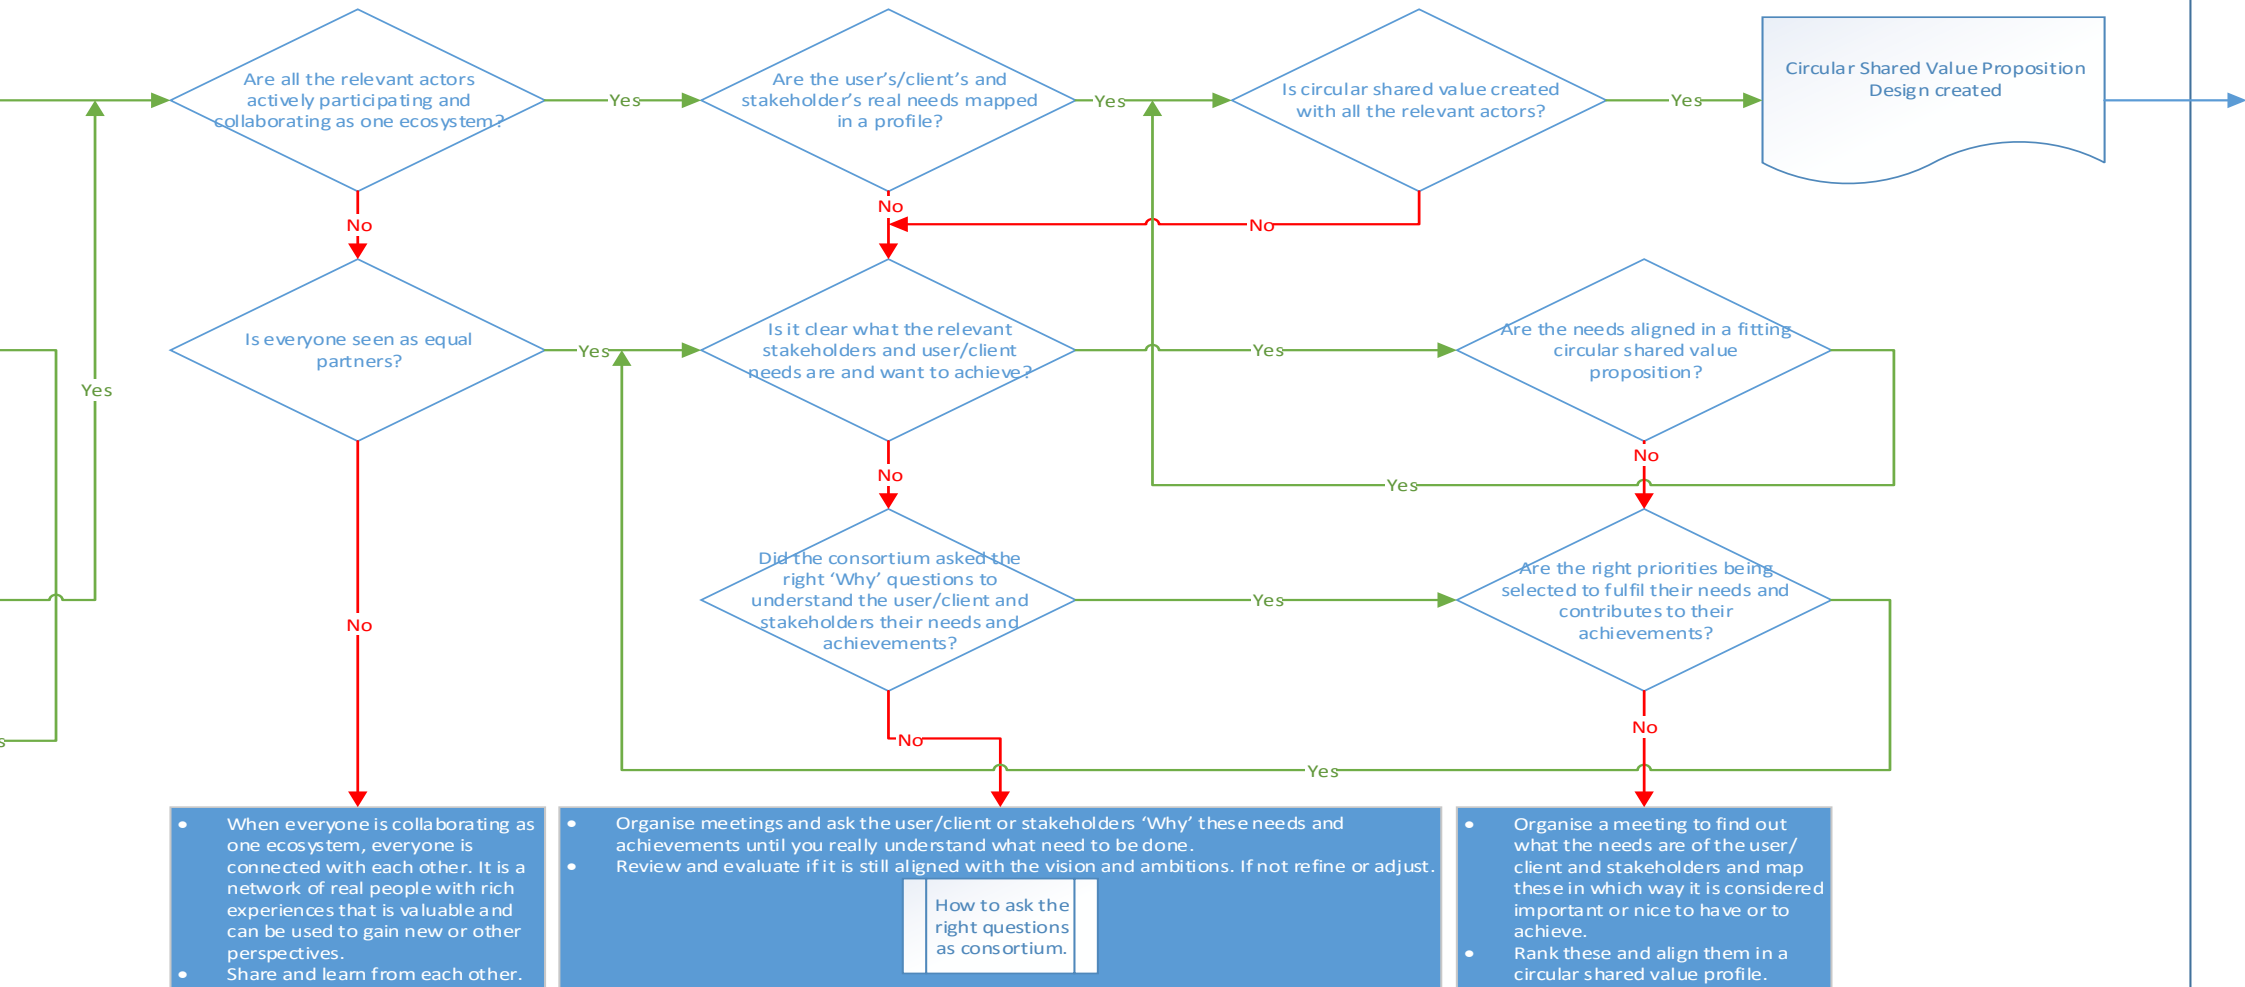 Are all the relevant actors
actively participating and
collaborating as one ecosystem?
Yes
Are the user's/client's and
stakeholder's real needs mapped
in a profile?
Yes
Is circular shared value created
with all the relevant actors?
Yes
Circular Shared Value Proposition
Design created
No
No
No
Yes
Is everyone seen as equal
partners?
Yes
Is it clear what the relevant
stakeholders and user/client
needs are and want to achieve?
Yes
Are the needs aligned in a fitting
circular shared value
proposition?
No
No
Yes
Did the consortium asked the
right ‘Why’ questions to
understand the user/client and
stakeholders their needs and
achievements?
Yes
Are the right priorities being
selected to fulfil their needs and
contributes to their
achievements?
No
No
No
s
Yes
• When everyone is collaborating as
one ecosystem, everyone is
connected with each other. It is a
network of real people with rich
experiences that is valuable and
can be used to gain new or other
perspectives.
• Share and learn from each other.
• Organise meetings and ask the user/client or stakeholders ‘Why’ these needs and
achievements until you really understand what need to be done.
• Review and evaluate if it is still aligned with the vision and ambitions. If not refine or adjust.
How to ask the
right questions
as consortium.
• Organise a meeting to find out
what the needs are of the user/
client and stakeholders and map
these in which way it is considered
important or nice to have or to
achieve.
• Rank these and align them in a
circular shared value profile.